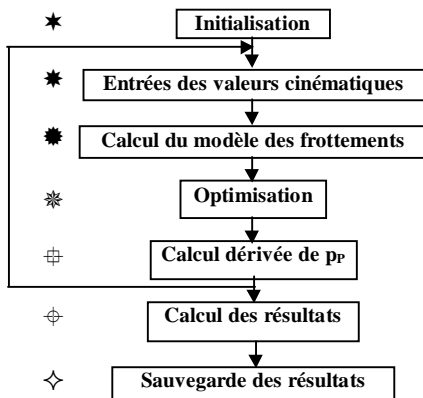 Initialisation
Entrées des valeurs cinématiques
Calcul du modèle des frottements
Optimisation
Calcul dérivée de pP
Calcul des résultats
Sauvegarde des résultats